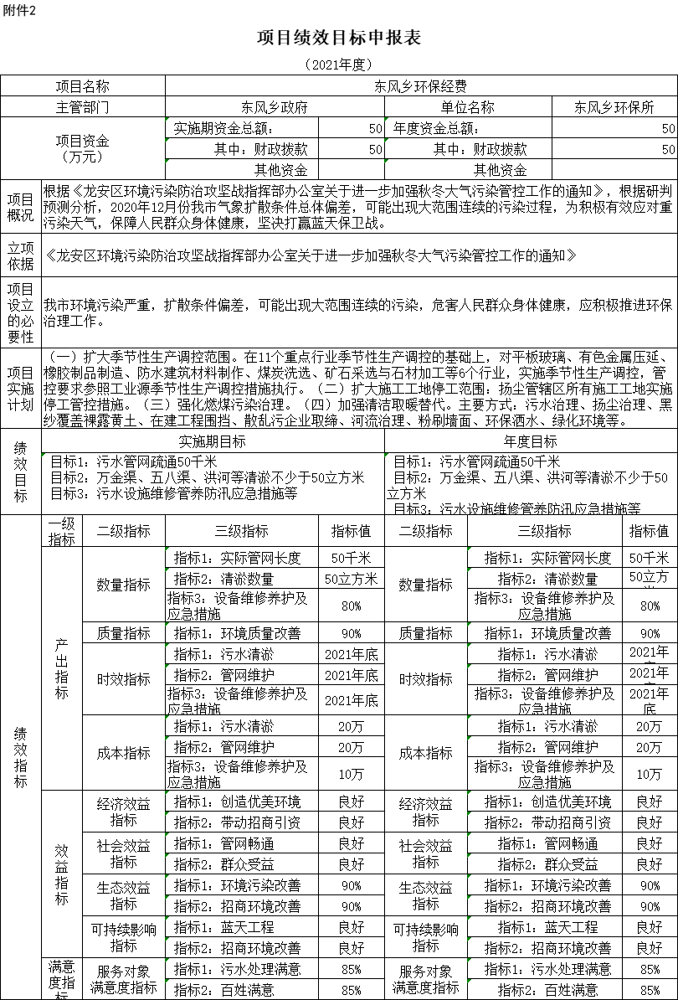 附件2
项目绩效目标申报表
（2021年度）
项目名称 东风乡环保经费
主管部门 东风乡政府 单位名称 东风乡环保所
项目资金
（万元）
实施期资金总额： 50 年度资金总额： 50
其中：财政拨款 50 其中：财政拨款 50
其他资金 其他资金
项目
概况
根据《龙安区环境污染防治攻坚战指挥部办公室关于进一步加强秋冬大气污染管控工作的通知》，根据研判
预测分析，2020年12月份我市气象扩散条件总体偏差，可能出现大范围连续的污染过程，为积极有效应对重
污染天气，保障人民群众身体健康，坚决打赢蓝天保卫战。
立项
依据
《龙安区环境污染防治攻坚战指挥部办公室关于进一步加强秋冬大气污染管控工作的通知》
项目
设立
的必
要性
我市环境污染严重，扩散条件偏差，可能出现大范围连续的污染，危害人民群众身体健康，应积极推进环保
治理工作。
项目
实施
计划
（一）扩大季节性生产调控范围。在11个重点行业季节性生产调控的基础上，对平板玻璃、有色金属压延、
橡胶制品制造、防水建筑材料制作、煤炭洗选、矿石采选与石材加工等6个行业，实施季节性生产调控，管
控要求参照工业源季节性生产调控措施执行。（二）扩大施工工地停工范围：扬尘管辖区所有施工工地实施
停工管控措施。（三）强化燃煤污染治理。（四）加强清洁取暖替代。主要方式：污水治理、扬尘治理、黑
纱覆盖裸露黄土、在建工程围挡、散乱污企业取缔、河流治理、粉刷墙面、环保洒水、绿化环境等。
绩
效
目
标
实施期目标 年度目标
目标1：污水管网疏通50千米
目标2：万金渠、五八渠、洪河等清淤不少于50立方米
目标3：污水设施维修管养防汛应急措施等
目标1：污水管网疏通50千米
目标2：万金渠、五八渠、洪河等清淤不少于50
立方米
目标3：污水设施维修管养防汛应急措施等
绩
效
指
标
一级
指标
二级指标 三级指标 指标值 二级指标 三级指标 指标值
产
出
指
标
数量指标 指标1：实际管网长度 50千米 数量指标 指标1：实际管网长度 50千米
指标2：清淤数量 50立方米 指标2：清淤数量 50立方
米
指标3：设备维修养护及
应急措施 80% 指标3：设备维修养护及
应急措施 80%
质量指标 指标1：环境质量改善 90% 质量指标 指标1：环境质量改善 90%
时效指标 指标1：污水清淤 2021年底 时效指标 指标1：污水清淤 2021年
底
指标2：管网维护 2021年底 指标2：管网维护 2021年
底
指标3：设备维修养护及
应急措施 2021年底 指标3：设备维修养护及
应急措施 2021年
底
成本指标 指标1：污水清淤 20万 成本指标 指标1：污水清淤 20万
指标2：管网维护 20万 指标2：管网维护 20万
指标3：设备维修养护及
应急措施 10万 指标3：设备维修养护及
应急措施 10万
效
益
指
标
经济效益
指标 指标1：创造优美环境 良好 经济效益
指标 指标1：创造优美环境 良好
指标2：带动招商引资 良好 指标2：带动招商引资 良好
社会效益
指标 指标1：管网畅通 良好 社会效益
指标 指标1：管网畅通 良好
指标2：群众受益 良好 指标2：群众受益 良好
生态效益
指标 指标1：环境污染改善 90% 生态效益
指标 指标1：环境污染改善 90%
指标2：招商环境改善 90% 指标2：招商环境改善 90%
可持续影响
指标 指标1：蓝天工程 良好 可持续影响
指标 指标1：蓝天工程 良好
指标2：招商环境改善 良好 指标2：招商环境改善 良好
满意
度指
标
服务对象
满意度指标 指标1：污水处理满意 85% 服务对象
满意度指标 指标1：污水处理满意 85%
指标2：百姓满意 85% 指标2：百姓满意 85%